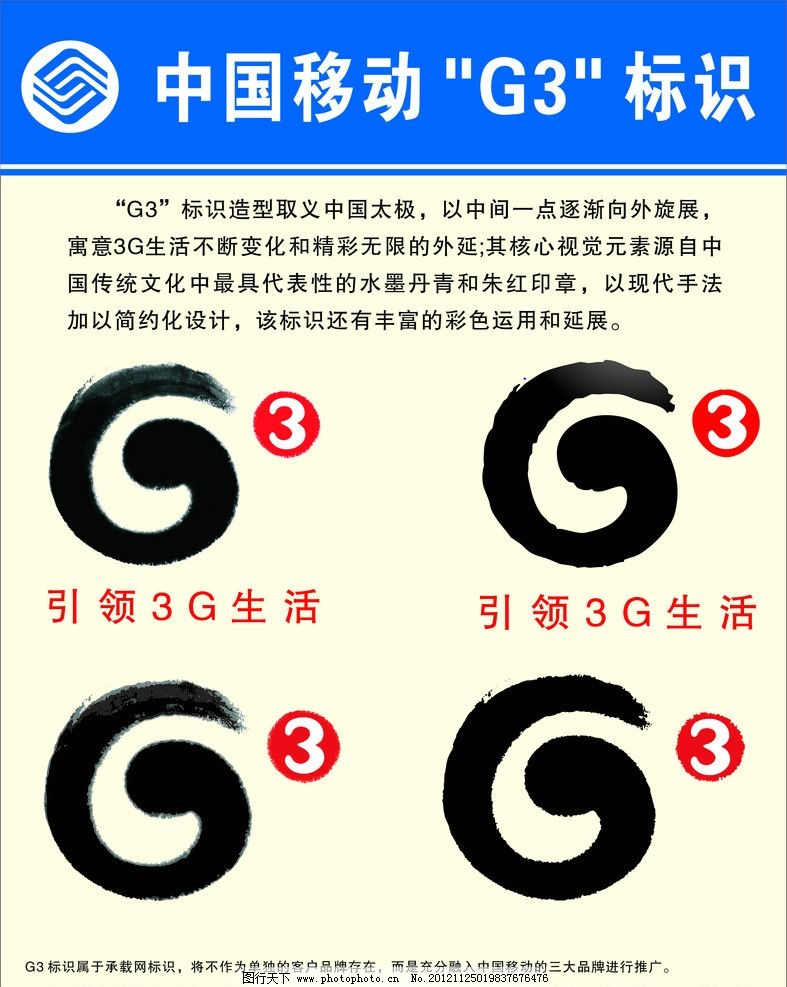 中国移动"G3"标识
“G3”标识造型取义中国太极，以中间一点逐渐向外旋展，
寓意3G生活不断变化和精彩无限的外延;其核心视觉元素源自中
国传统文化中最具代表性的水墨丹青和朱红印章，以现代手法
加以简约化设计，该标识还有丰富的彩色运用和延展。
G3
G3
引领3G生活
引领3G生活
G3
G3
G3标识属于承载网标识，将不作为单独的客户品牌存在，而是充分融入中国移动的三大品牌进行推广。
图行天下 www.photophoto.cn No.20121125019837676476